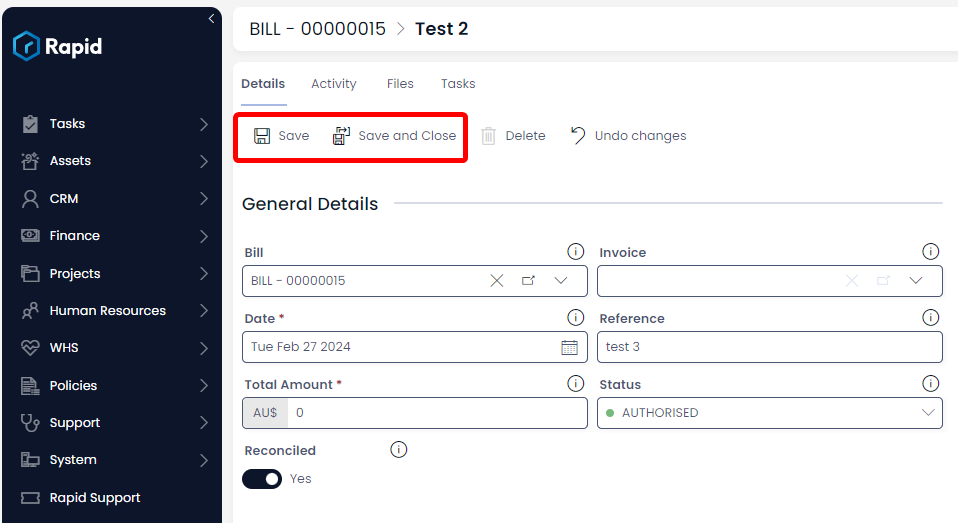 Rapid
Tasks
Assets
CRM
Finance
Projects
Human Resources
WHS
Policies
Support
System
Rapid Support
BILL - 00000015 > Test 2
Details Activity Files Tasks
Save Save and Close Delete Undo changes
General Details
Bill Invoice
BILL - 00000015
Date * Reference
Tue Feb 27 2024 test 3
Total Amount * Status
AU$ 0 AUTHORISED
Reconciled
Yes